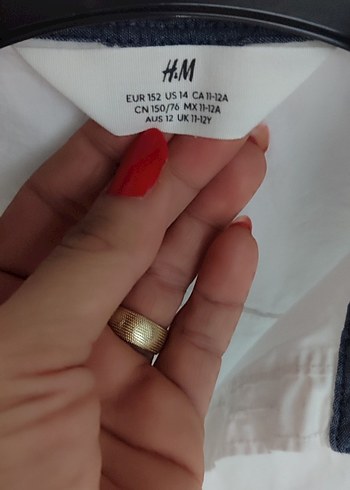 H&M
EUR 152 US 14 CA 11-12A
CN 150/76 MX 11-12A
AUS 12 UK 11-12Y